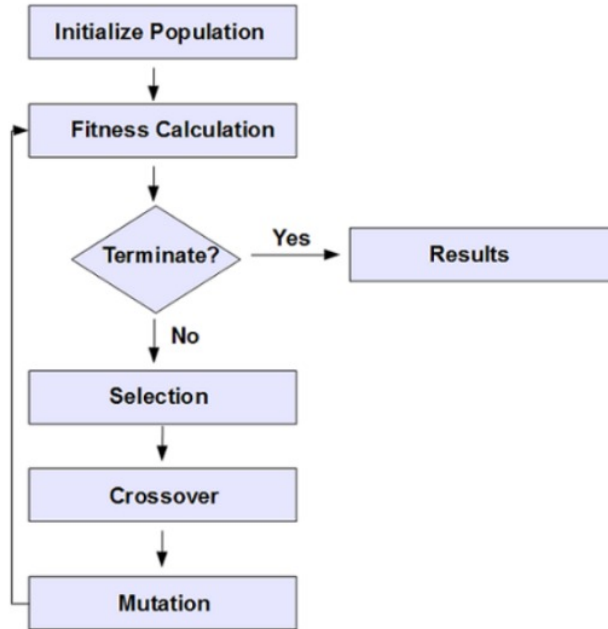 Initialize Population
Fitness Calculation
Terminate?
Yes
Results
No
Selection
Crossover
Mutation